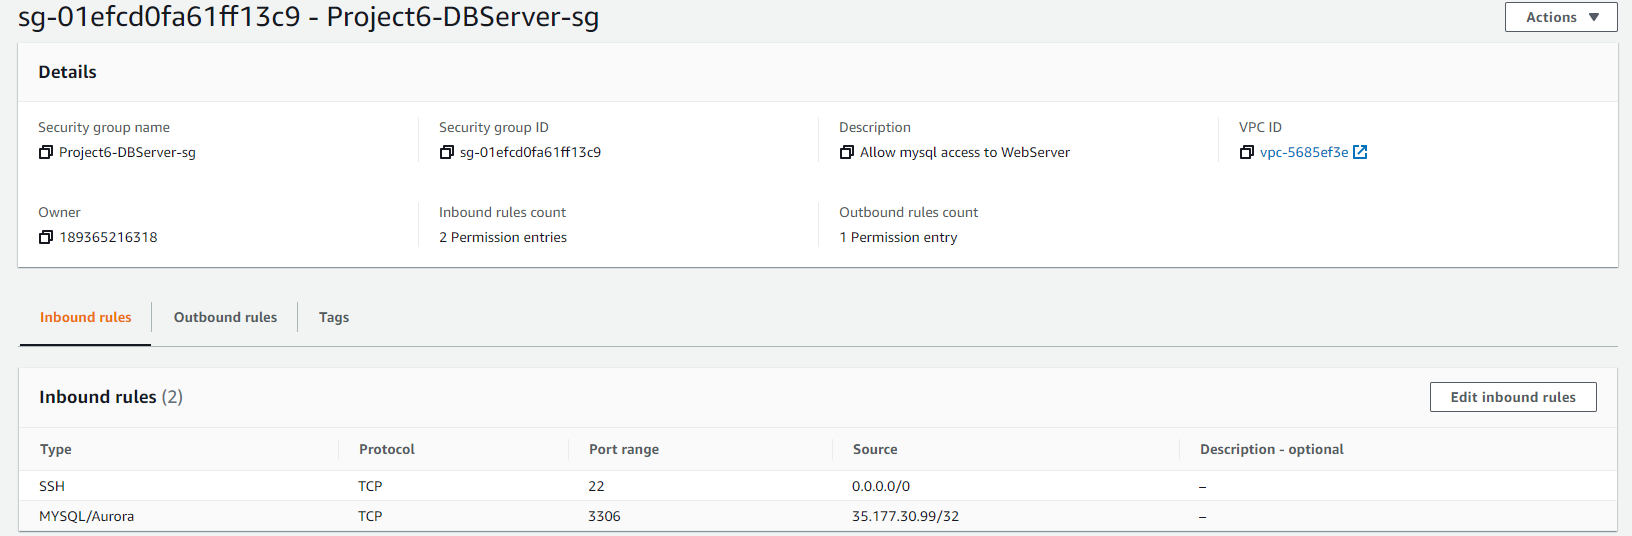 sg-01efcd0fa61ff13c9 - Project6-DBServer-sg
Actions
Details
Security group name
Security group ID
Description
VPC ID
Project6-DBServer-sg
sg-01efcd0fa61ff13c9
Allow mysql access to WebServer
vpc-5685ef3e
Owner
Inbound rules count
Outbound rules count
189365216318
2 Permission entries
1 Permission entry
Inbound rules
Outbound rules
Tags
Inbound rules (2)
Edit inbound rules
Type
Protocol
Port range
Source
Description - optional
SSH
TCP
22
0.0.0.0/0
–
MYSQL/Aurora
TCP
3306
35.177.30.99/32
–